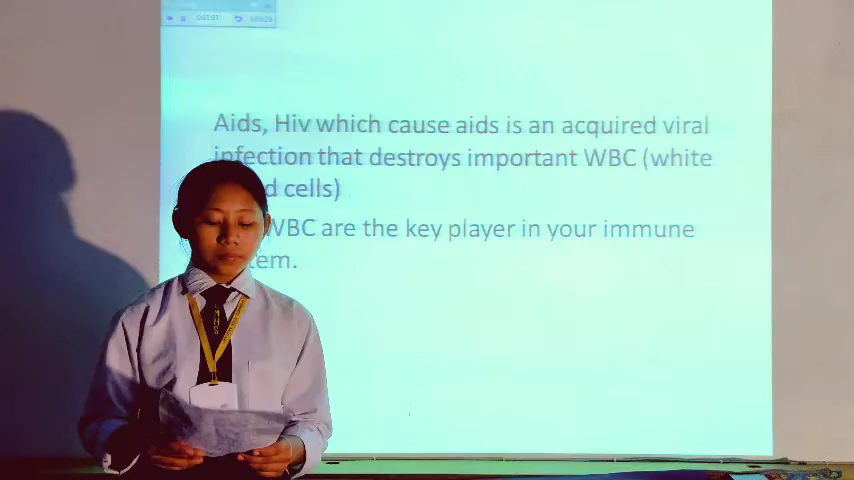 Aids, Hiv which cause aids is an acquired viral
infection that destroys important WBC (white
cells)
WBC are the key player in your immune